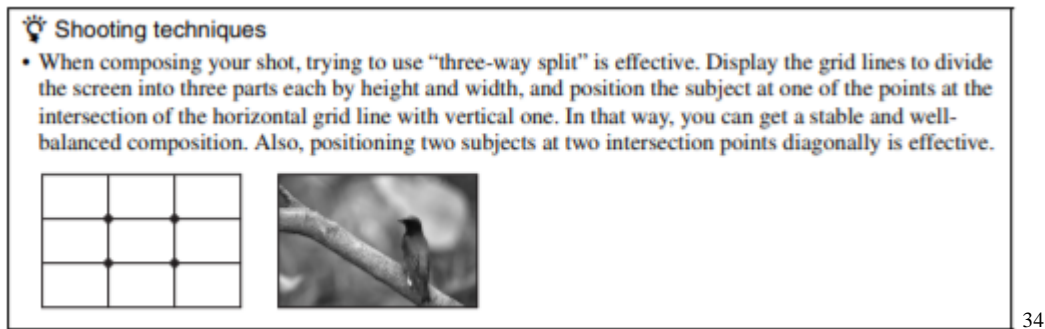 Shooting techniques
• When composing your shot, trying to use “three-way split” is effective. Display the grid lines to divide
the screen into three parts each by height and width, and position the subject at one of the points at the
intersection of the horizontal grid line with vertical one. In that way, you can get a stable and well-
balanced composition. Also, positioning two subjects at two intersection points diagonally is effective.
34